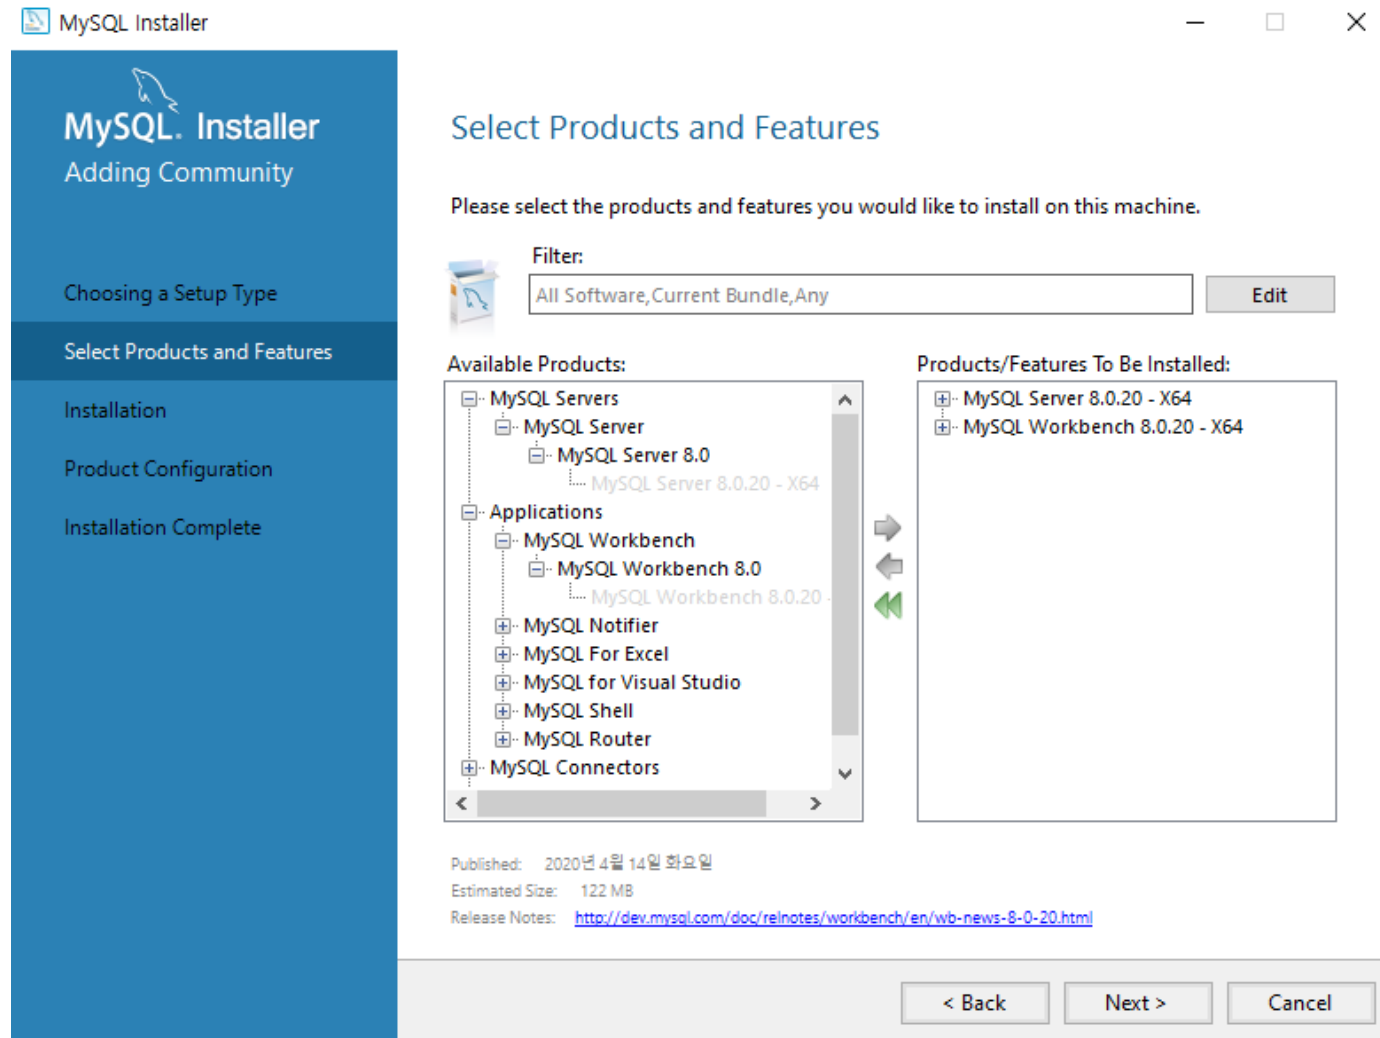 MySQL Installer
MySQL. Installer
Adding Community
Choosing a Setup Type
Select Products and Features
Installation
Product Configuration
Installation Complete
Select Products and Features
Please select the products and features you would like to install on this machine.
Filter:
All Software,Current Bundle,Any
Edit
Available Products:
MySQL Servers
MySQL Server
MySQL Server 8.0
MySQL Server 8.0.20 - X64
Applications
MySQL Workbench
MySQL Workbench 8.0
MySQL Workbench 8.0.20 -
MySQL Notifier
MySQL For Excel
MySQL for Visual Studio
MySQL Shell
MySQL Router
MySQL Connectors
Products/Features To Be Installed:
MySQL Server 8.0.20 - X64
MySQL Workbench 8.0.20 - X64
Published: 2020년 4월 14일 화요일
Estimated Size: 122 MB
Release Notes: http://dev.mysql.com/doc/relnotes/workbench/en/wb-news-8-0-20.html
< Back
Next >
Cancel